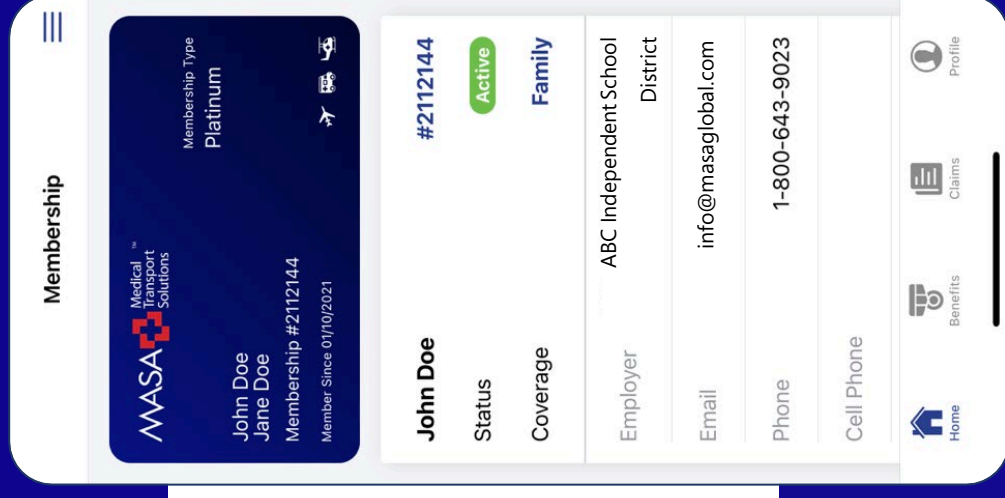 Membership
MASA Medical Transport Solutions ™
Membership Type
Platinum
John Doe
Jane Doe
Membership #2112144
Member Since 01/10/2021
John Doe #2112144
Status Active
Coverage Family
Employer ABC Independent School
District
Email info@masaglobal.com
Phone 1-800-643-9023
Cell Phone
Home Benefits Claims Profile